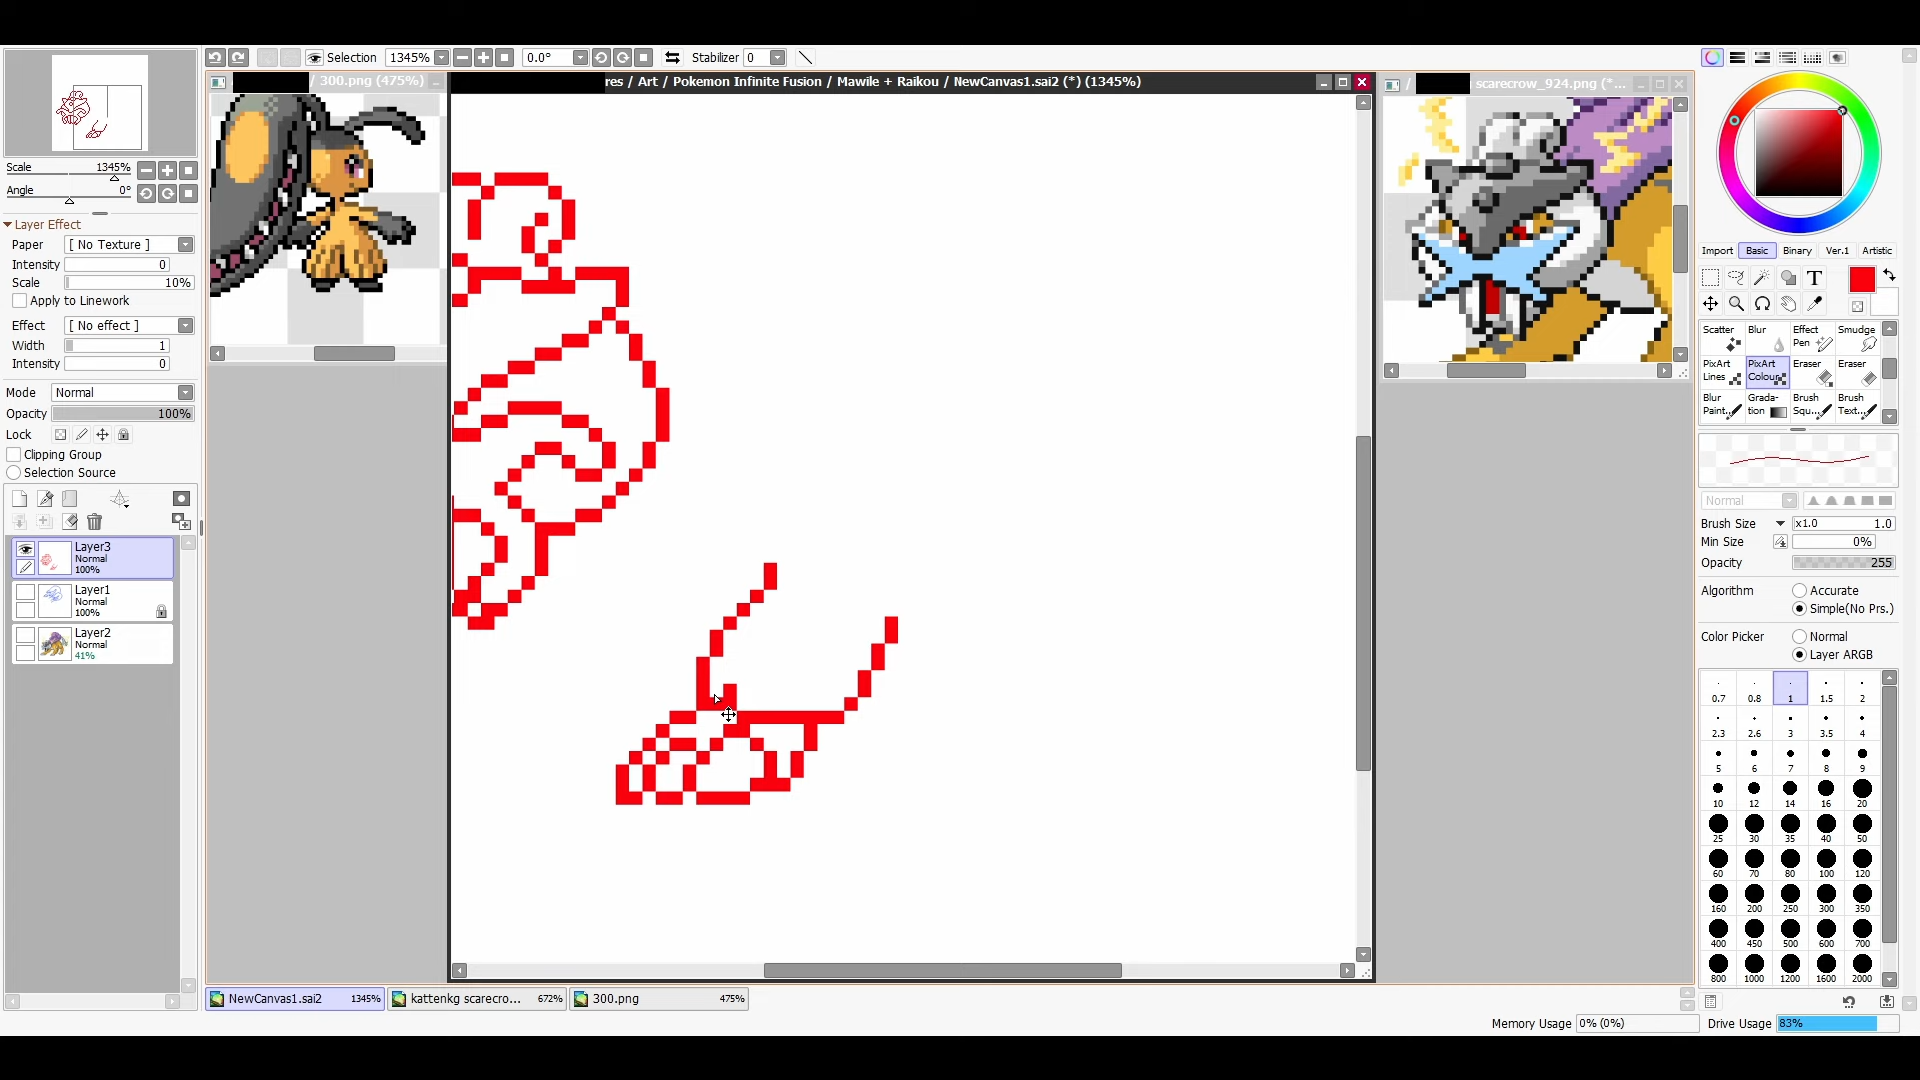 Selection 1345% 0.0° Stabilizer 0
/ 300.png (475%)
res / Art / Pokemon Infinite Fusion / Mawile + Raikou / NewCanvas1.sai2 (*) (1345%)
/ scarecrow_924.png (*...
Scale 1345%
Angle 0°
Layer Effect
Paper [ No Texture ]
Intensity 0
Scale 10%
Apply to Linework
Effect [ No effect ]
Width 1
Intensity 0
Mode Normal
Opacity 100%
Lock
Clipping Group
Selection Source
Layer3
Normal
100%
Layer1
Normal
100%
Layer2
Normal
41%
Import Basic Binary Ver.1 Artistic
T
Scatter Blur Effect Pen Smudge
PixArt Lines PixArt Colour Eraser Eraser
Blur Paint.. Grada-tion Brush Squ.. Brush Text..
Normal
Brush Size x1.0 1.0
Min Size 0%
Opacity 255
Algorithm Accurate
Simple(No Prs.)
Color Picker Normal
Layer ARGB
0.7 0.8 1 1.5 2
2.3 2.6 3 3.5 4
5 6 7 8 9
10 12 14 16 20
25 30 35 40 50
60 70 80 100 120
160 200 250 300 350
400 450 500 600 700
800 1000 1200 1600 2000
NewCanvas1.sai2 1345% kattenkg scarecro... 672% 300.png 475%
Memory Usage 0% (0%) Drive Usage 83%